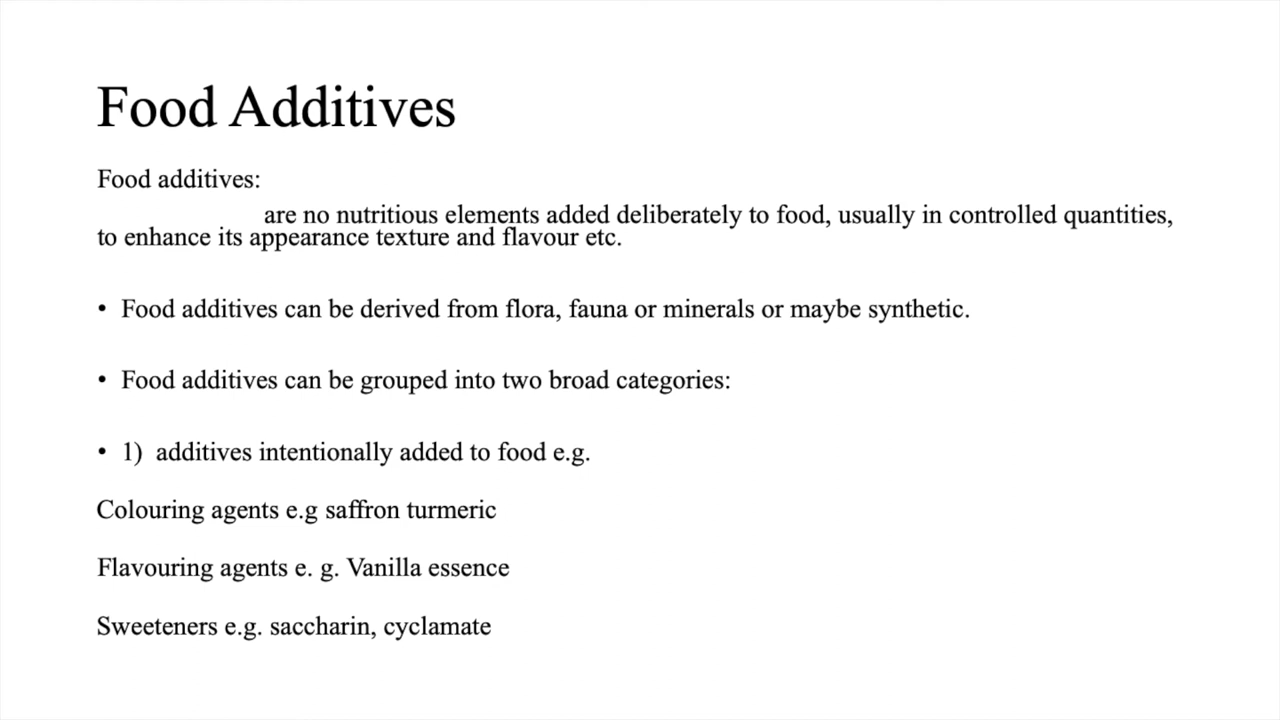 Food Additives
Food additives:
are no nutritious elements added deliberately to food, usually in controlled quantities,
to enhance its appearance texture and flavour etc.
• Food additives can be derived from flora, fauna or minerals or maybe synthetic.
• Food additives can be grouped into two broad categories:
• 1) additives intentionally added to food e.g.
Colouring agents e.g saffron turmeric
Flavouring agents e. g. Vanilla essence
Sweeteners e.g. saccharin, cyclamate